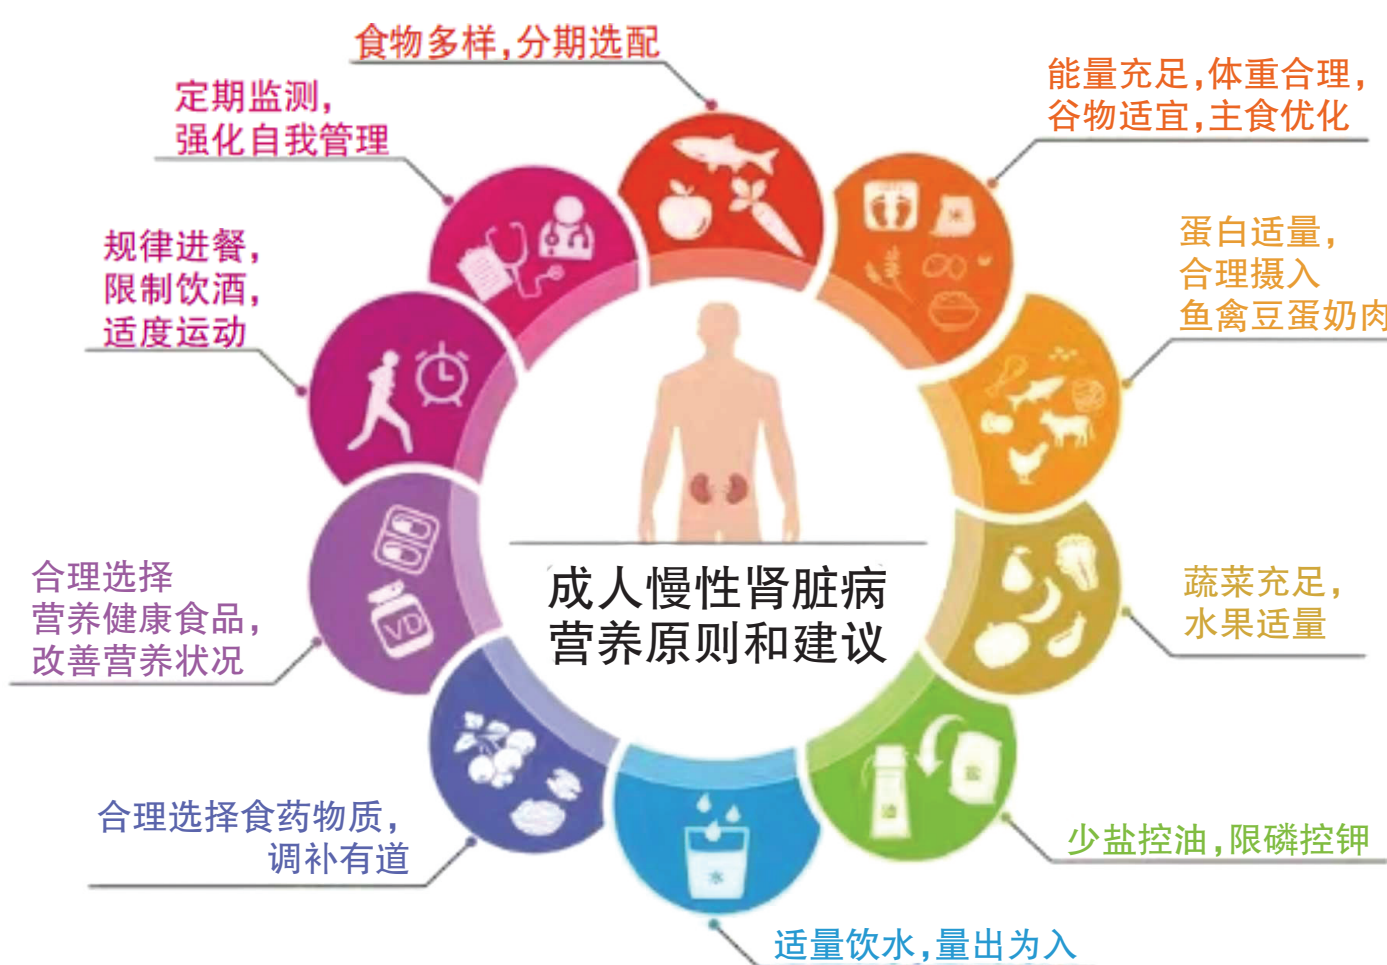 食物多样,分期选配
能量充足,体重合理,
谷物适宜,主食优化
蛋白适量,
合理摄入
鱼禽豆蛋奶肉
蔬菜充足,
水果适量
少盐控油,限磷控钾
适量饮水,量出为入
合理选择食药物质,
调补有道
合理选择
营养健康食品,
改善营养状况
规律进餐,
限制饮酒,
适度运动
定期监测,
强化自我管理
成人慢性肾脏病
营养原则和建议
米
盐
油
水
VD